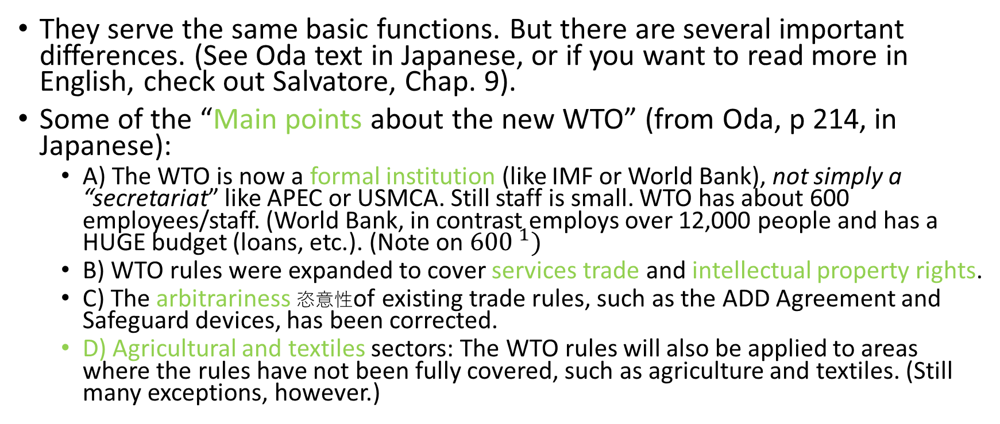 • They serve the same basic functions. But there are several important
differences. (See Oda text in Japanese, or if you want to read more in
English, check out Salvatore, Chap. 9).
• Some of the “Main points about the new WTO” (from Oda, p 214, in
Japanese):
• A) The WTO is now a formal institution (like IMF or World Bank), not simply a
“secretariat” like APEC or USMCA. Still staff is small. WTO has about 600
employees/staff. (World Bank, in contrast employs over 12,000 people and has a
HUGE budget (loans, etc.). (Note on 600 ¹)
• B) WTO rules were expanded to cover services trade and intellectual property rights.
• C) The arbitrariness 恣意性of existing trade rules, such as the ADD Agreement and
Safeguard devices, has been corrected.
• D) Agricultural and textiles sectors: The WTO rules will also be applied to areas
where the rules have not been fully covered, such as agriculture and textiles. (Still
many exceptions, however.)